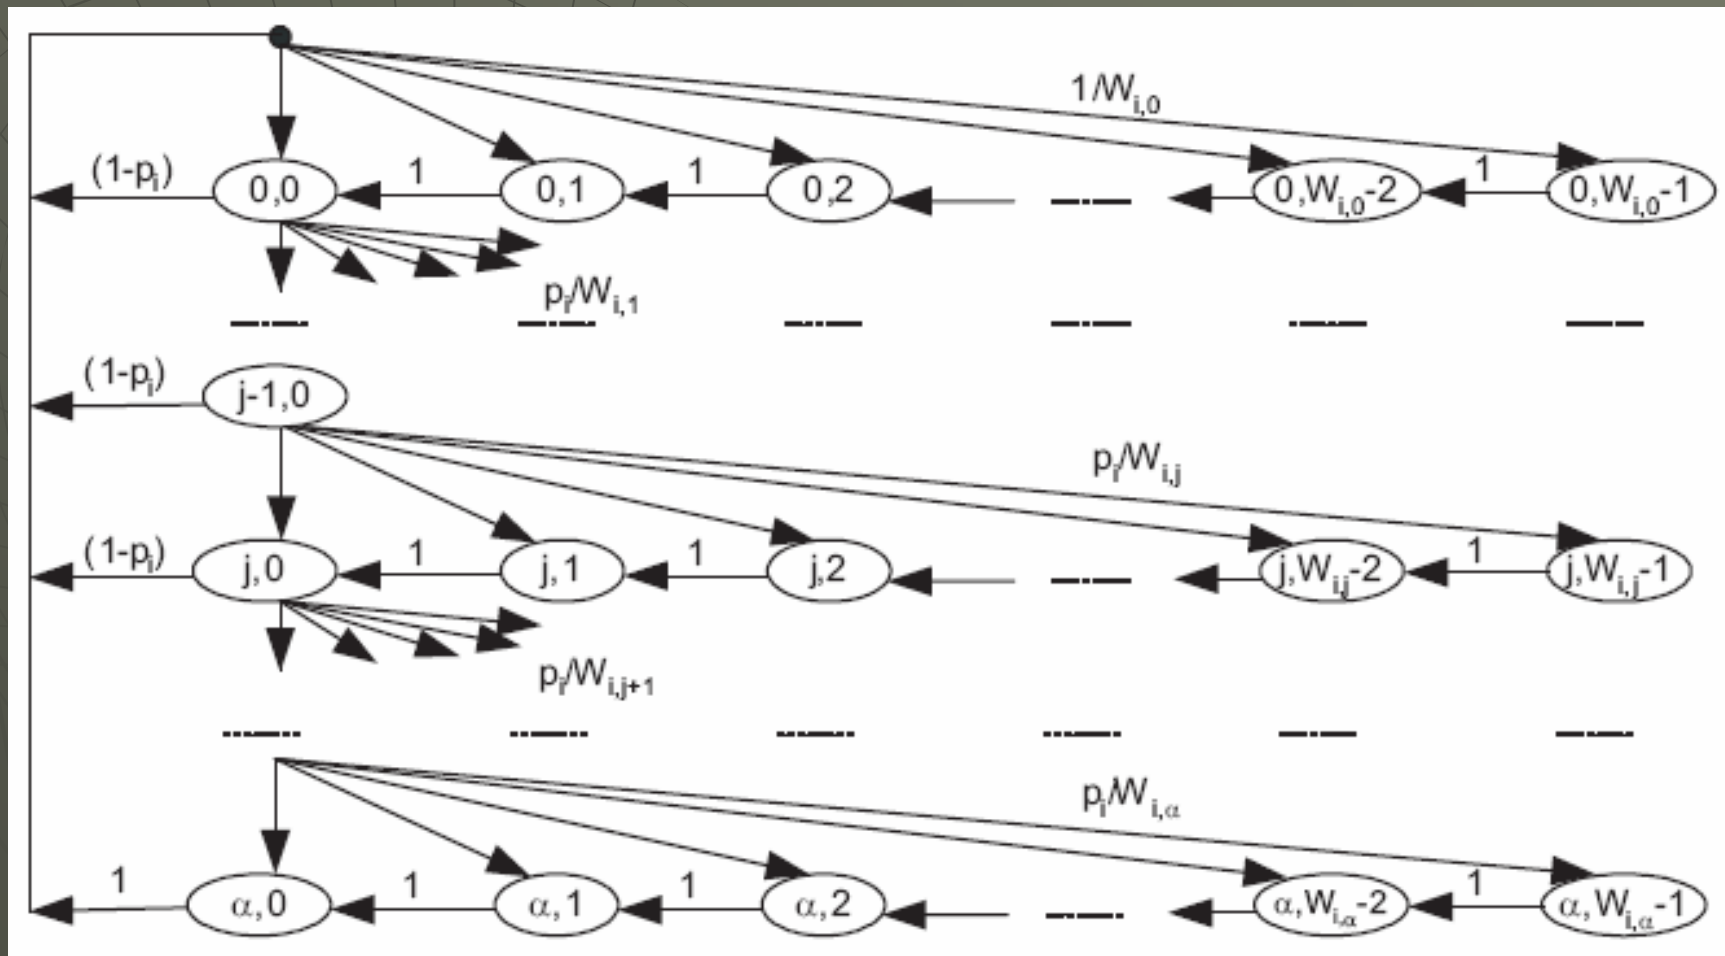 1/W_{i,0}
(1-p_i) 0,0 1 0,1 1 0,2 0,W_{i,0}-2 1 0,W_{i,0}-1
p_i/W_{i,1}
(1-p_i) j-1,0
p_i/W_{i,j}
(1-p_i) j,0 1 j,1 1 j,2 j,W_{i,j}-2 1 j,W_{i,j}-1
p_i/W_{i,j+1}
p_i/W_{i,α}
1 α,0 1 α,1 1 α,2 α,W_{i,α}-2 1 α,W_{i,α}-1